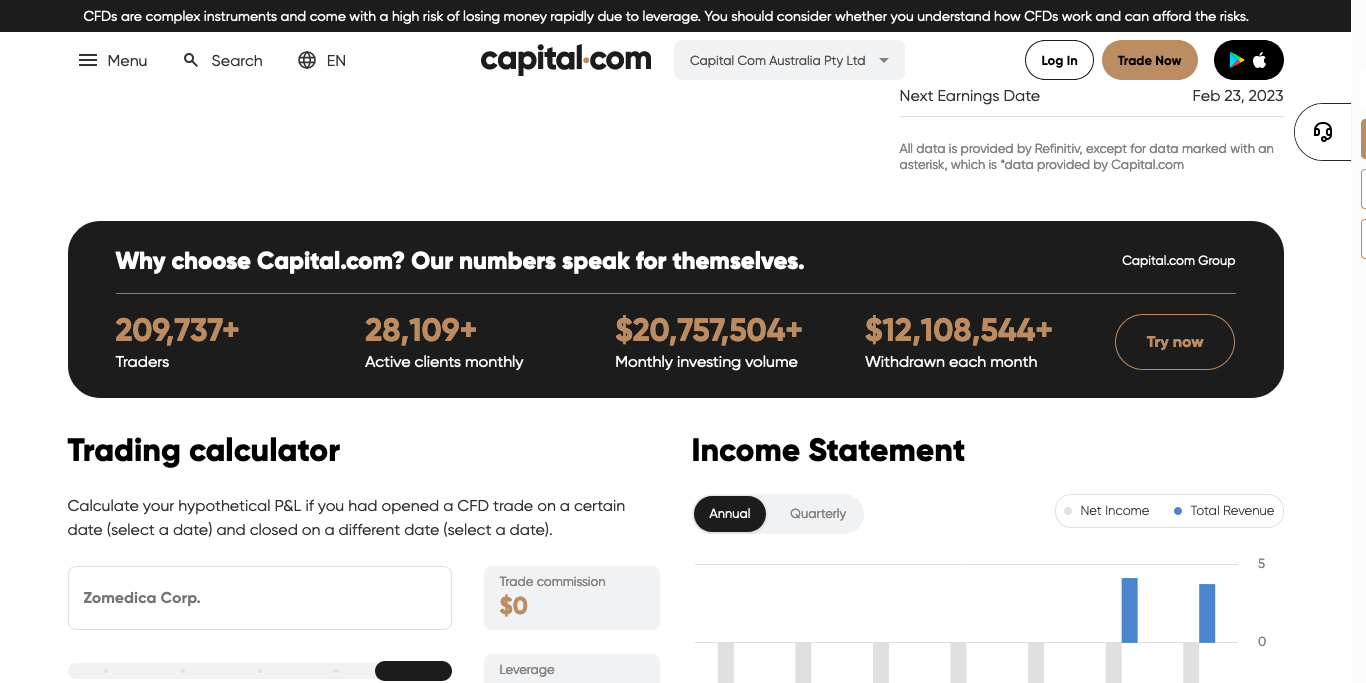 CFDs are complex instruments and come with a high risk of losing money rapidly due to leverage. You should consider whether you understand how CFDs work and can afford the risks.
Menu
Search
EN
capital.com
Capital Com Australia Pty Ltd
Log In
Trade Now
Next Earnings Date
Feb 23, 2023
All data is provided by Refinitiv, except for data marked with an
asterisk, which is *data provided by Capital.com
Why choose Capital.com? Our numbers speak for themselves.
Capital.com Group
209,737+
Traders
28,109+
Active clients monthly
$20,757,504+
Monthly investing volume
$12,108,544+
Withdrawn each month
Try now
Trading calculator
Calculate your hypothetical P&L if you had opened a CFD trade on a certain
date (select a date) and closed on a different date (select a date).
Zomedica Corp.
Trade commission
$0
Leverage
Income Statement
Annual
Quarterly
Net Income
Total Revenue
5
0